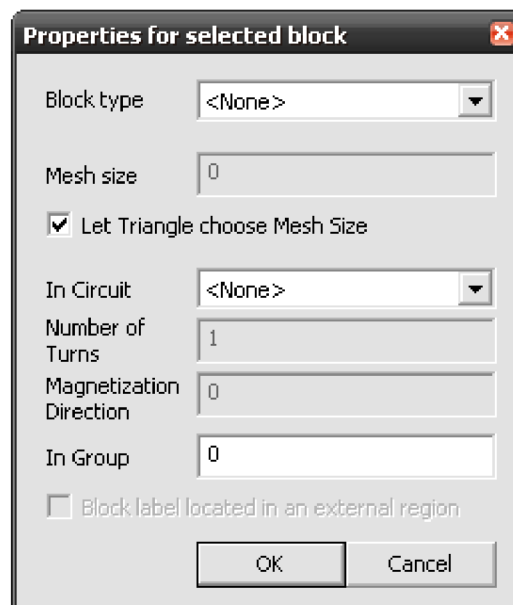 Properties for selected block
Block type <None>
Mesh size 0
Let Triangle choose Mesh Size
In Circuit <None>
Number of
Turns 1
Magnetization
Direction 0
In Group 0
Block label located in an external region
OK Cancel